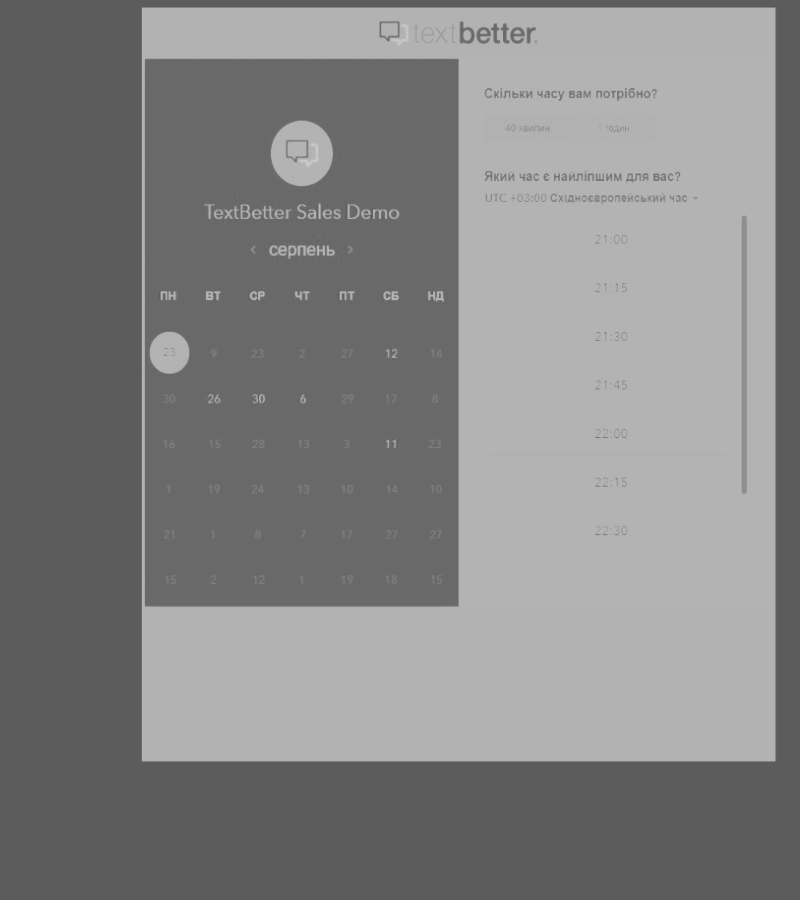 textbetter.
TextBetter Sales Demo
‹ серпень ›
ПН ВТ СР ЧТ ПТ СБ НД
23 9 23 2 27 12 14
30 26 30 6 29 17 8
16 15 28 13 3 11 23
1 19 24 13 10 14 10
21 1 8 7 17 27 27
15 2 12 1 19 18 15
Скільки часу вам потрібно?
40 хвилин 1 годин
Який час є найліпшим для вас?
UTC +03:00 Східноєвропейський час
21:00
21:15
21:30
21:45
22:00
22:15
22:30